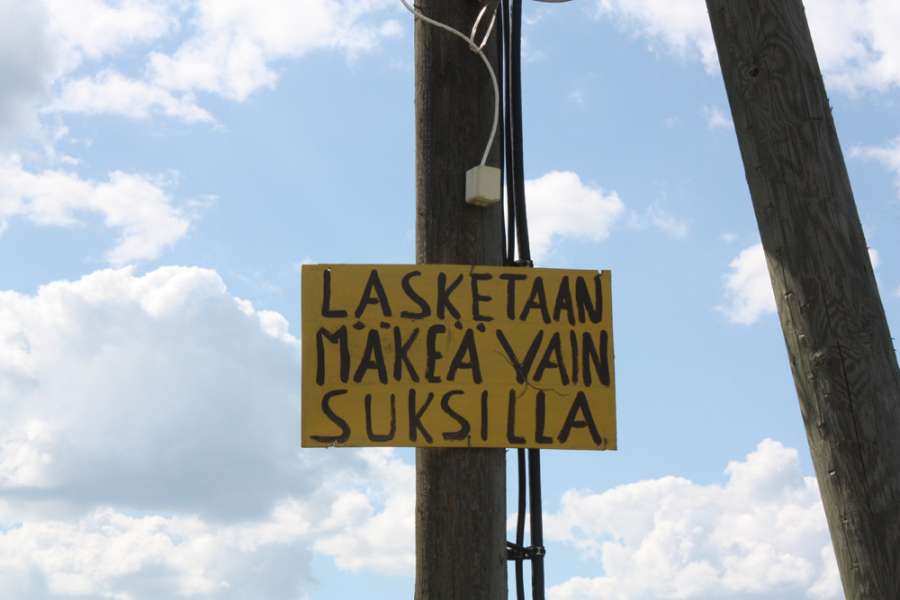 LASKETAAN
MÄKEÄ VAIN
SUKSILLA